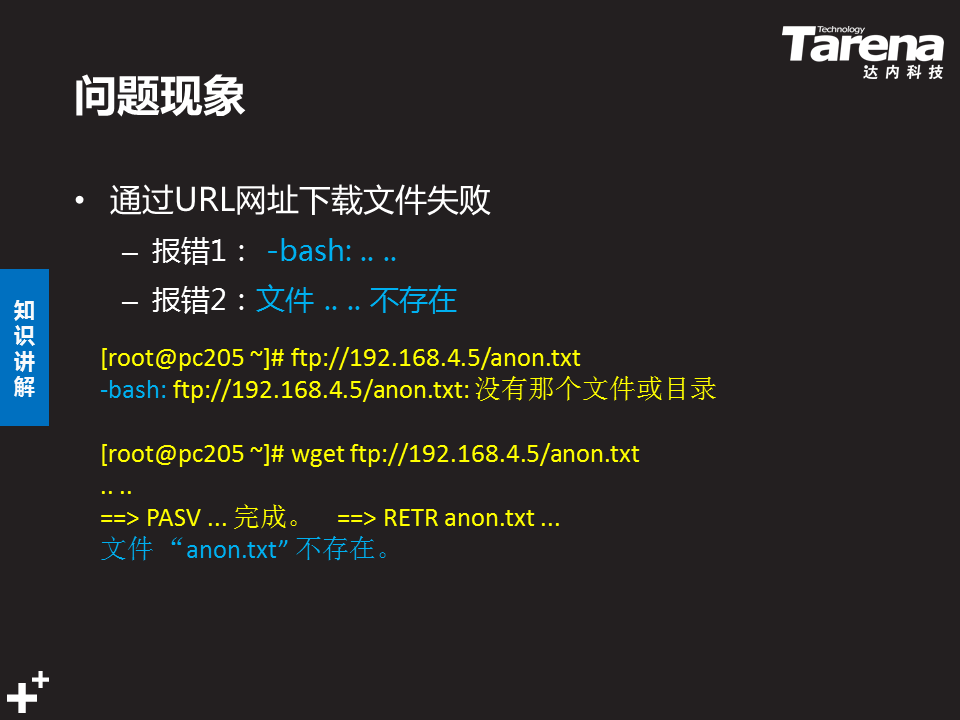 Technology
Tarena
达内科技
问题现象
• 通过URL网址下载文件失败
– 报错1： -bash: .. ..
– 报错2：文件 .. .. 不存在
知识讲解
[root@pc205 ~]# ftp://192.168.4.5/anon.txt
-bash: ftp://192.168.4.5/anon.txt: 没有那个文件或目录
[root@pc205 ~]# wget ftp://192.168.4.5/anon.txt
.. ..
==> PASV ... 完成。 ==> RETR anon.txt ...
文件 “anon.txt” 不存在。